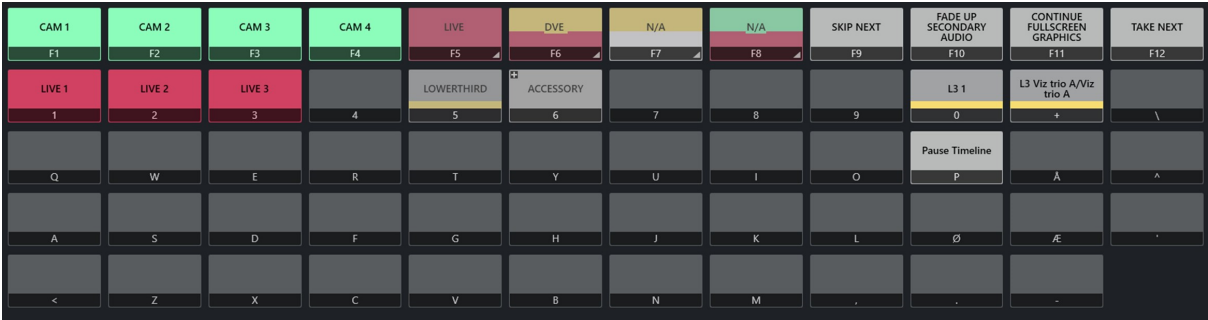 CAM 1
CAM 2
CAM 3
CAM 4
LIVE
DVE
N/A
N/A
SKIP NEXT
FADE UP
SECONDARY
AUDIO
CONTINUE
FULLSCREEN
GRAPHICS
TAKE NEXT
F1
F2
F3
F4
F5
F6
F7
F8
F9
F10
F11
F12
LIVE 1
LIVE 2
LIVE 3
LOWERTHIRD
ACCESSORY
L3 1
L3 Viz trio A/Viz
trio A
1
2
3
4
5
6
7
8
9
0
+
\
Pause Timeline
Q
W
E
R
T
Y
U
I
O
P
Å
^
A
S
D
F
G
H
J
K
L
Ø
Æ
'
<
Z
X
C
V
B
N
M
,
.
-